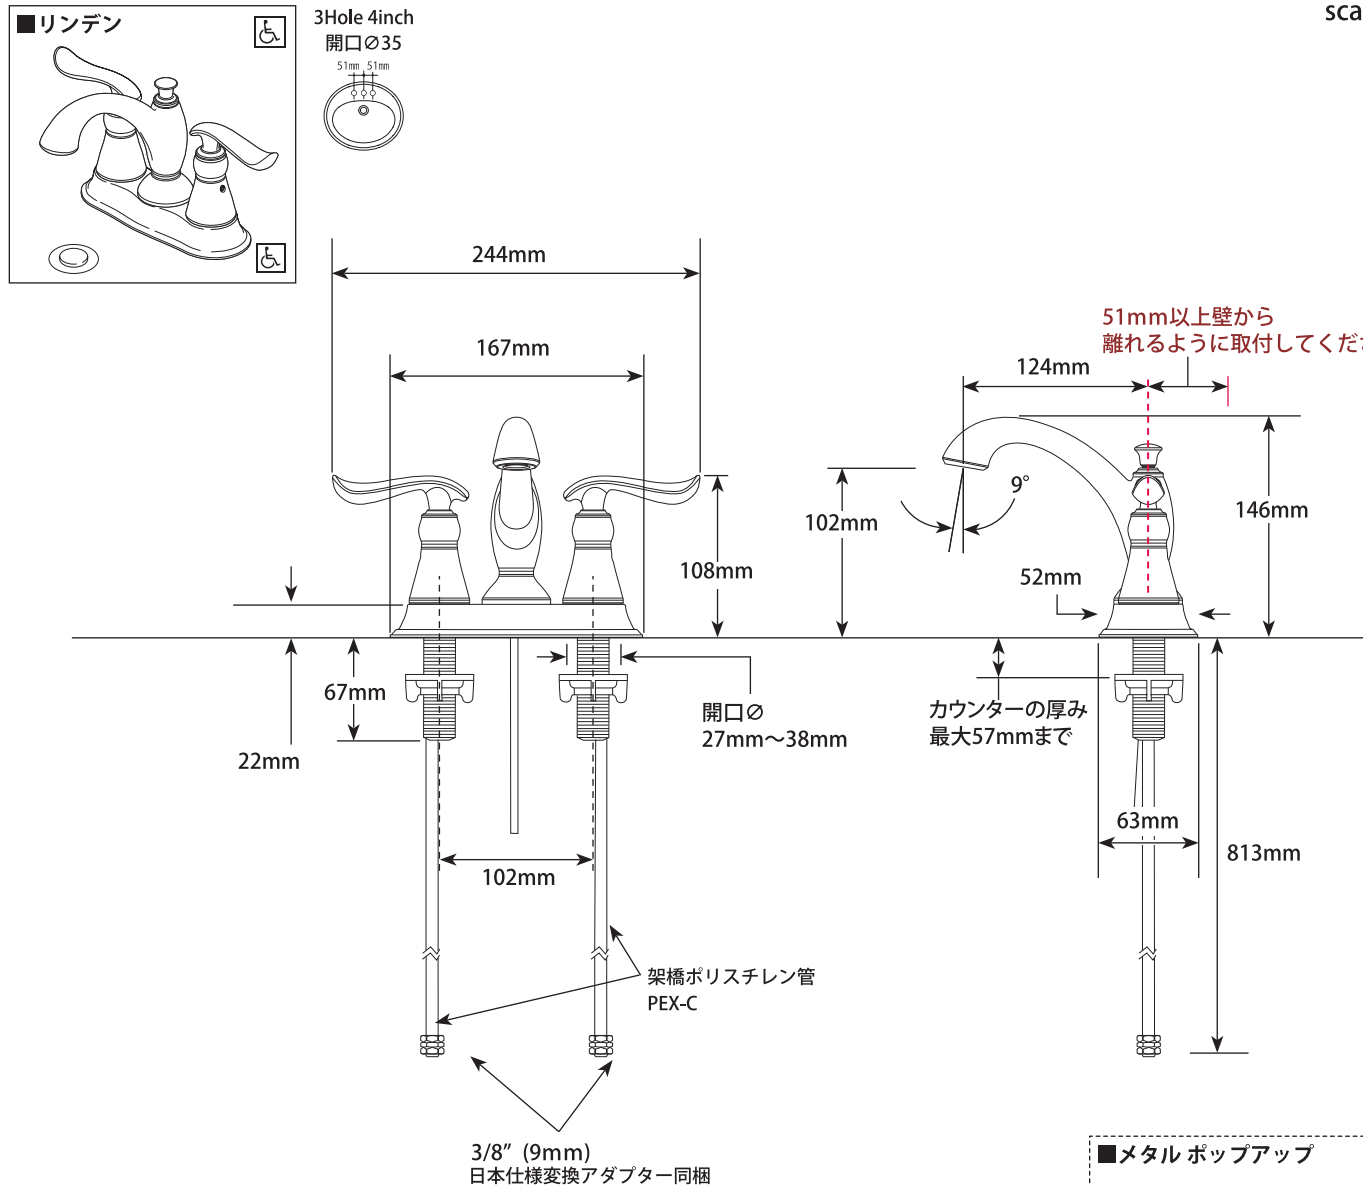 ■リンデン
3Hole 4inch
開口∅35
51mm 51mm
sca
244mm
167mm
51mm以上壁から
離れるように取付してくだ
124mm
9°
102mm
146mm
108mm
52mm
67mm
22mm
開口∅
27mm～38mm
カウンターの厚み
最大57mmまで
63mm
813mm
102mm
架橋ポリスチレン管
PEX-C
3/8” (9mm)
日本仕様変換アダプター同梱
■メタル ポップアップ